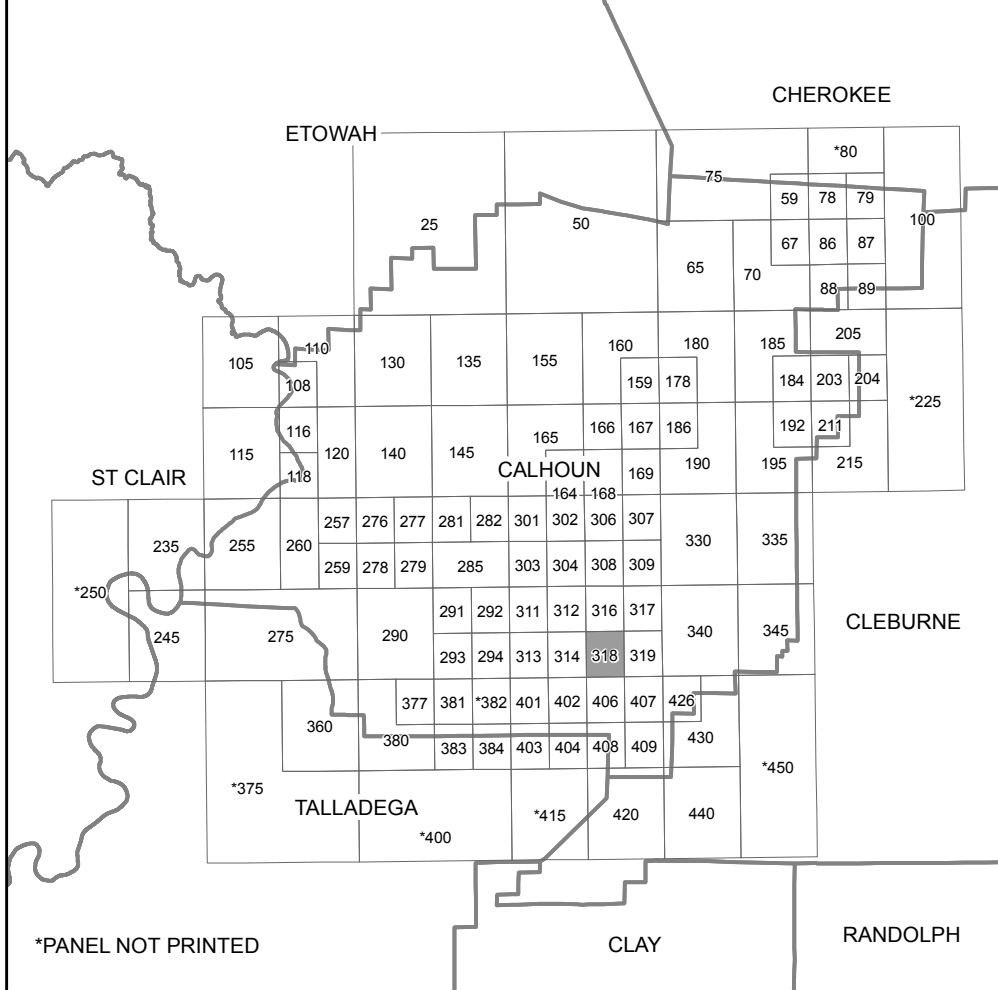 CHEROKEE
ETOWAH
*80
75
59 78 79
25 50 100
67 86 87
65 70
88 89
110 160 180 185 205
105 130 135 155
108 159 178 184 203 204
*225
116 165 166 167 186 192 211
115 120 140 145
CALHOUN 169 190 195 215
ST CLAIR 118
164 168
257 276 277 281 282 301 302 306 307
235 255 260 330 335
259 278 279 285 303 304 308 309
*250
291 292 311 312 316 317
245 275 290 340 345 CLEBURNE
293 294 313 314 318 319
377 381 *382 401 402 406 407 426
360 380
383 384 403 404 408 409 430
*450
*375
TALLADEGA *415 420 440
*400
*PANEL NOT PRINTED CLAY RANDOLPH